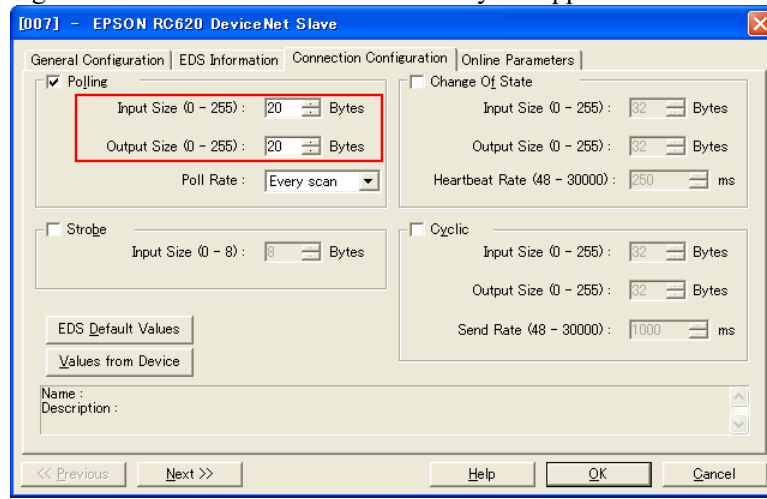 [007] - EPSON RC620 DeviceNet Slave
General Configuration EDS Information Connection Configuration Online Parameters
Polling
Input Size (0 - 255) : 20 Bytes
Output Size (0 - 255) : 20 Bytes
Poll Rate : Every scan
Change Of State
Input Size (0 - 255) : 32 Bytes
Output Size (0 - 255) : 32 Bytes
Heartbeat Rate (48 - 30000) : 250 ms
Strobe
Input Size (0 - 8) : 8 Bytes
Cyclic
Input Size (0 - 255) : 32 Bytes
Output Size (0 - 255) : 32 Bytes
Send Rate (48 - 30000) : 1000 ms
EDS Default Values
Values from Device
Name :
Description :
<< Previous Next >> Help OK Cancel